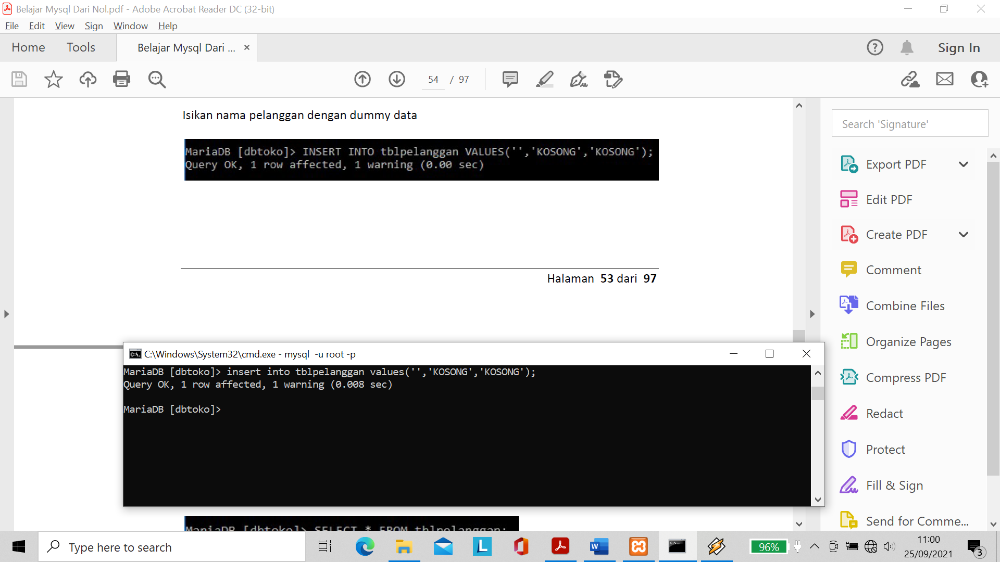 Belajar Mysql Dari Nol.pdf - Adobe Acrobat Reader DC (32-bit)
File Edit View Sign Window Help
Home Tools Belajar Mysql Dari ... × Sign In
54 / 97
Isikan nama pelanggan dengan dummy data
MariaDB [dbtoko]> INSERT INTO tblpelanggan VALUES('','KOSONG','KOSONG');
Query OK, 1 row affected, 1 warning (0.00 sec)
Halaman 53 dari 97
C:\Windows\System32\cmd.exe - mysql -u root -p
MariaDB [dbtoko]> insert into tblpelanggan values('','KOSONG','KOSONG');
Query OK, 1 row affected, 1 warning (0.008 sec)
MariaDB [dbtoko]>
MariaDB [dbtoko]> SELECT * FROM tblpelanggan;
Search 'Signature'
Export PDF
Edit PDF
Create PDF
Comment
Combine Files
Organize Pages
Compress PDF
Redact
Protect
Fill & Sign
Send for Comme...
Type here to search
96%
11:00
25/09/2021
3